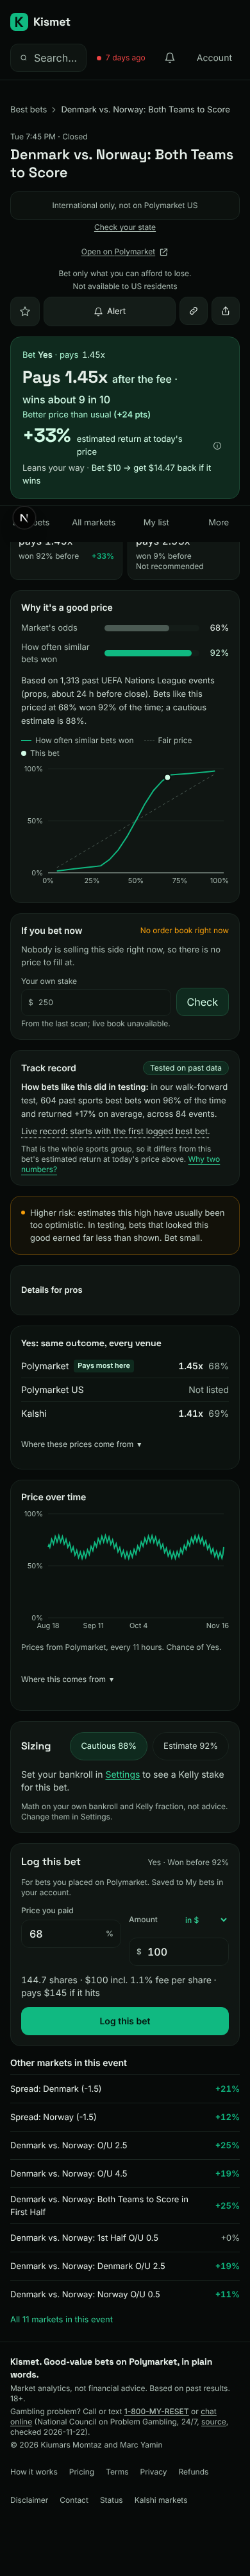 K Kismet
Search...
7 days ago
Account
Best bets > Denmark vs. Norway: Both Teams to Score
Tue 7:45 PM · Closed
Denmark vs. Norway: Both Teams
to Score
International only, not on Polymarket US
Check your state
Open on Polymarket
Bet only what you can afford to lose.
Not available to US residents
Alert
Bet Yes · pays 1.45x
Pays 1.45x after the fee ·
wins about 9 in 10
Better price than usual (+24 pts)
+33% estimated return at today's
price
Leans your way · Bet $10 → get $14.47 back if it
wins
N
All markets
My list
More
won 92% before +33%
won 9% before
Not recommended
Why it's a good price
Market's odds 68%
How often similar
bets won 92%
Based on 1,313 past UEFA Nations League events
(props, about 24 h before close). Bets like this
priced at 68% won 92% of the time; a cautious
estimate is 88%.
How often similar bets won
Fair price
This bet
100%
50%
0%
0% 25% 50% 75% 100%
If you bet now
No order book right now
Nobody is selling this side right now, so there is no
price to fill at.
Your own stake
$ 250
Check
From the last scan; live book unavailable.
Track record
Tested on past data
How bets like this did in testing: in our walk-forward
test, 604 past sports best bets won 96% of the time
and returned +17% on average, across 84 events.
Live record: starts with the first logged best bet.
That is the whole sports group, so it differs from this
bet's estimated return at today's price above. Why two
numbers?
Higher risk: estimates this high have usually been
too optimistic. In testing, bets that looked this
good earned far less than shown. Bet small.
Details for pros
Yes: same outcome, every venue
Polymarket Pays most here 1.45x 68%
Polymarket US Not listed
Kalshi 1.41x 69%
Where these prices come from ▾
Price over time
100%
50%
0%
Aug 18 Sep 11 Oct 4 Nov 16
Prices from Polymarket, every 11 hours. Chance of Yes.
Where this comes from ▾
Sizing
Cautious 88%
Estimate 92%
Set your bankroll in Settings to see a Kelly stake
for this bet.
Math on your own bankroll and Kelly fraction, not advice.
Change them in Settings.
Log this bet
Yes · Won before 92%
For bets you placed on Polymarket. Saved to My bets in
your account.
Price you paid
68 %
Amount
in $
$ 100
144.7 shares · $100 incl. 1.1% fee per share ·
pays $145 if it hits
Log this bet
Other markets in this event
Spread: Denmark (-1.5) +21%
Spread: Norway (-1.5) +12%
Denmark vs. Norway: O/U 2.5 +25%
Denmark vs. Norway: O/U 4.5 +19%
Denmark vs. Norway: Both Teams to Score in
First Half +25%
Denmark vs. Norway: 1st Half O/U 0.5 +0%
Denmark vs. Norway: Denmark O/U 2.5 +19%
Denmark vs. Norway: Norway O/U 0.5 +11%
All 11 markets in this event
Kismet. Good-value bets on Polymarket, in plain
words.
Market analytics, not financial advice. Based on past results.
18+.
Gambling problem? Call or text 1-800-MY-RESET or chat
online (National Council on Problem Gambling, 24/7, source,
checked 2026-11-22).
© 2026 Kiumars Momtaz and Marc Yamin
How it works Pricing Terms Privacy Refunds
Disclaimer Contact Status Kalshi markets